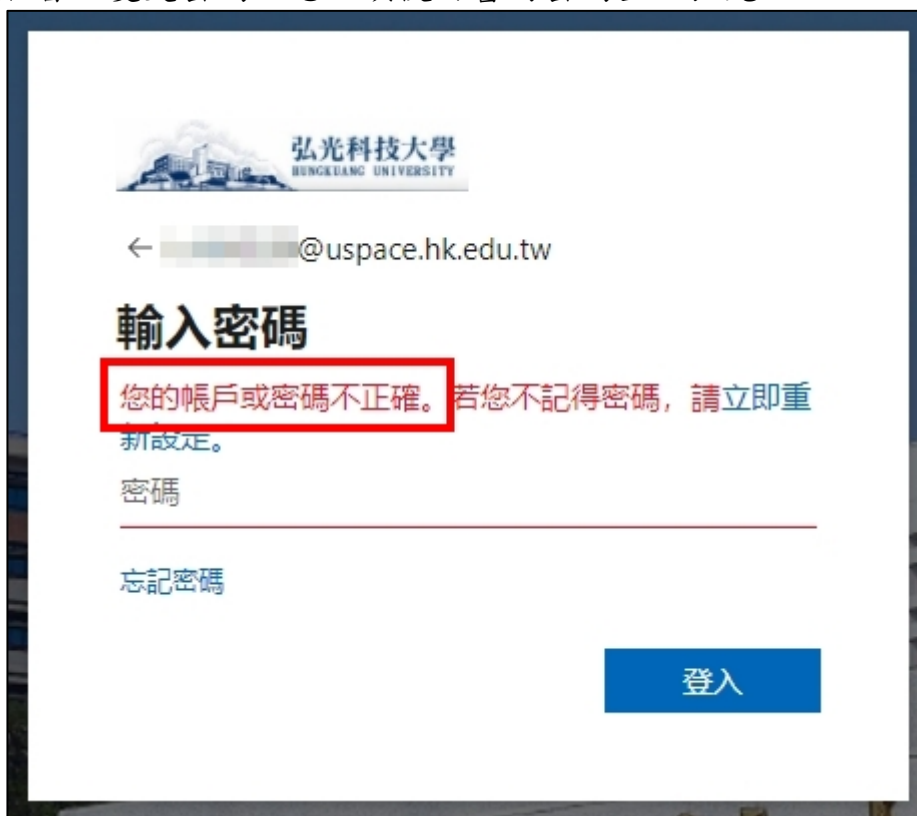 弘光科技大學
HUNGKUANG UNIVERSITY
← @uspace.hk.edu.tw
輸入密碼
您的帳戶或密碼不正確。若您不記得密碼，請立即重
新設定。
密碼
忘記密碼
登入